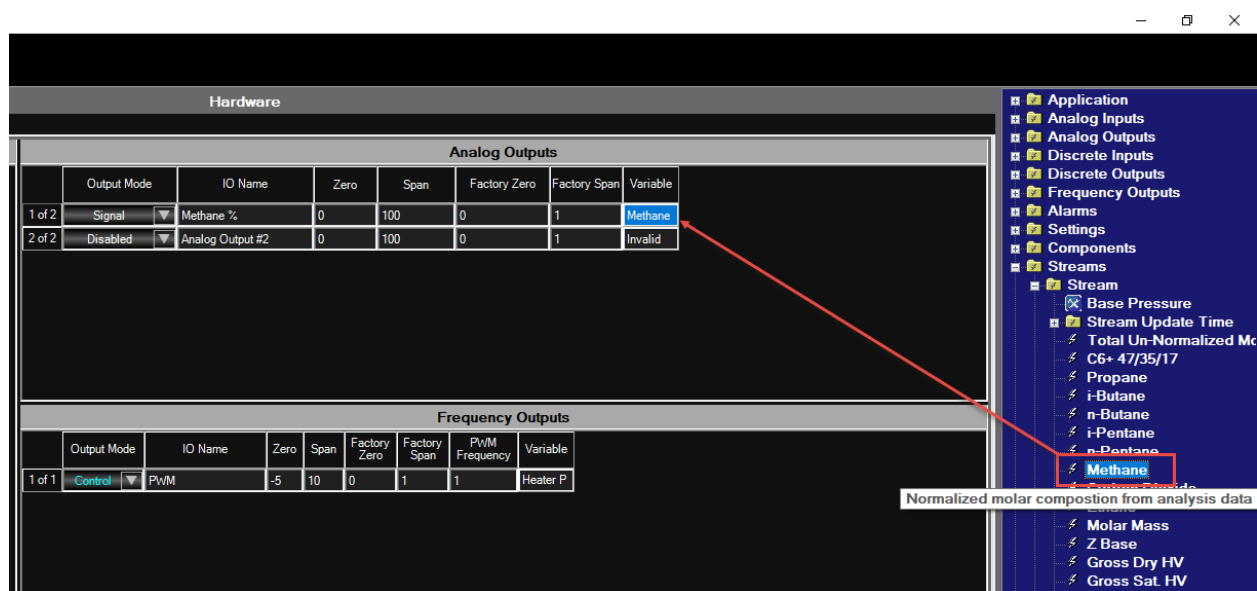 Hardware
Analog Outputs
Output Mode IO Name Zero Span Factory Zero Factory Span Variable
1 of 2 Signal Methane % 0 100 0 1 Methane
2 of 2 Disabled Analog Output #2 0 100 0 1 Invalid
Frequency Outputs
Output Mode IO Name Zero Span Factory Zero Factory Span PWM Frequency Variable
1 of 1 Control PWM -5 10 0 1 1 Heater P
Application
Analog Inputs
Analog Outputs
Discrete Inputs
Discrete Outputs
Frequency Outputs
Alarms
Settings
Components
Streams
Stream
Base Pressure
Stream Update Time
Total Un-Normalized Mo
C6+ 47/35/17
Propane
i-Butane
n-Butane
i-Pentane
n-Pentane
Methane
Normalized molar compostion from analysis data
Molar Mass
Z Base
Gross Dry HV
Gross Sat. HV